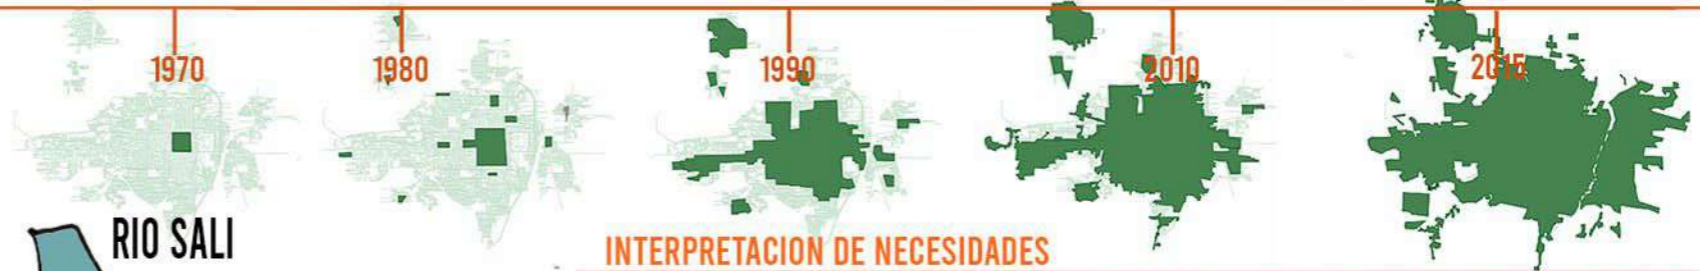 1970
1980
1990
2010
2015
RIO SALI
INTERPRETACION DE NECESIDADES